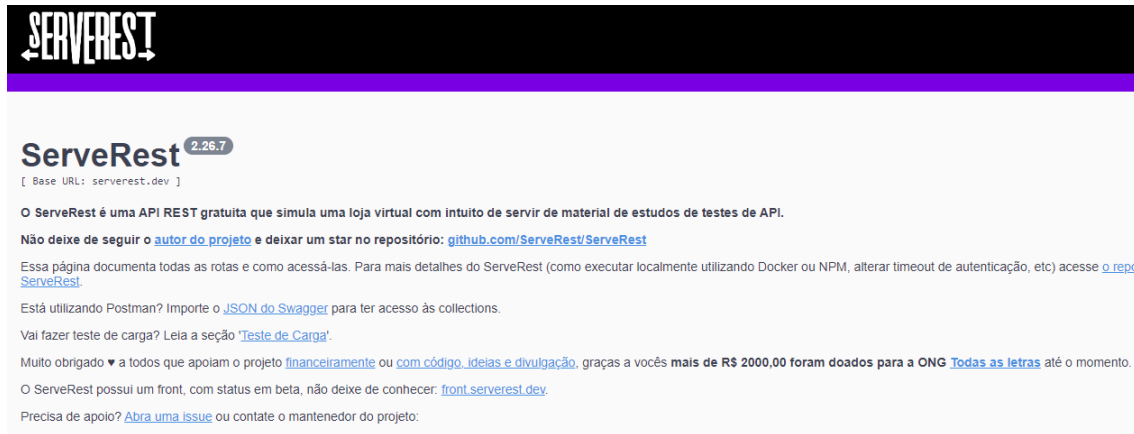 SERVEREST
ServeRest 2.26.7
[ Base URL: serverest.dev ]
O ServeRest é uma API REST gratuita que simula uma loja virtual com intuito de servir de material de estudos de testes de API.
Não deixe de seguir o autor do projeto e deixar um star no repositório: github.com/ServeRest/ServeRest
Essa página documenta todas as rotas e como acessá-las. Para mais detalhes do ServeRest (como executar localmente utilizando Docker ou NPM, alterar timeout de autenticação, etc) acesse o repo
ServeRest.
Está utilizando Postman? Importe o JSON do Swagger para ter acesso às collections.
Vai fazer teste de carga? Leia a seção 'Teste de Carga'.
Muito obrigado ♥ a todos que apoiam o projeto financeiramente ou com código, ideias e divulgação, graças a vocês mais de R$ 2000,00 foram doados para a ONG Todas as letras até o momento.
O ServeRest possui um front, com status em beta, não deixe de conhecer: front.serverest.dev.
Precisa de apoio? Abra uma issue ou contate o mantenedor do projeto: